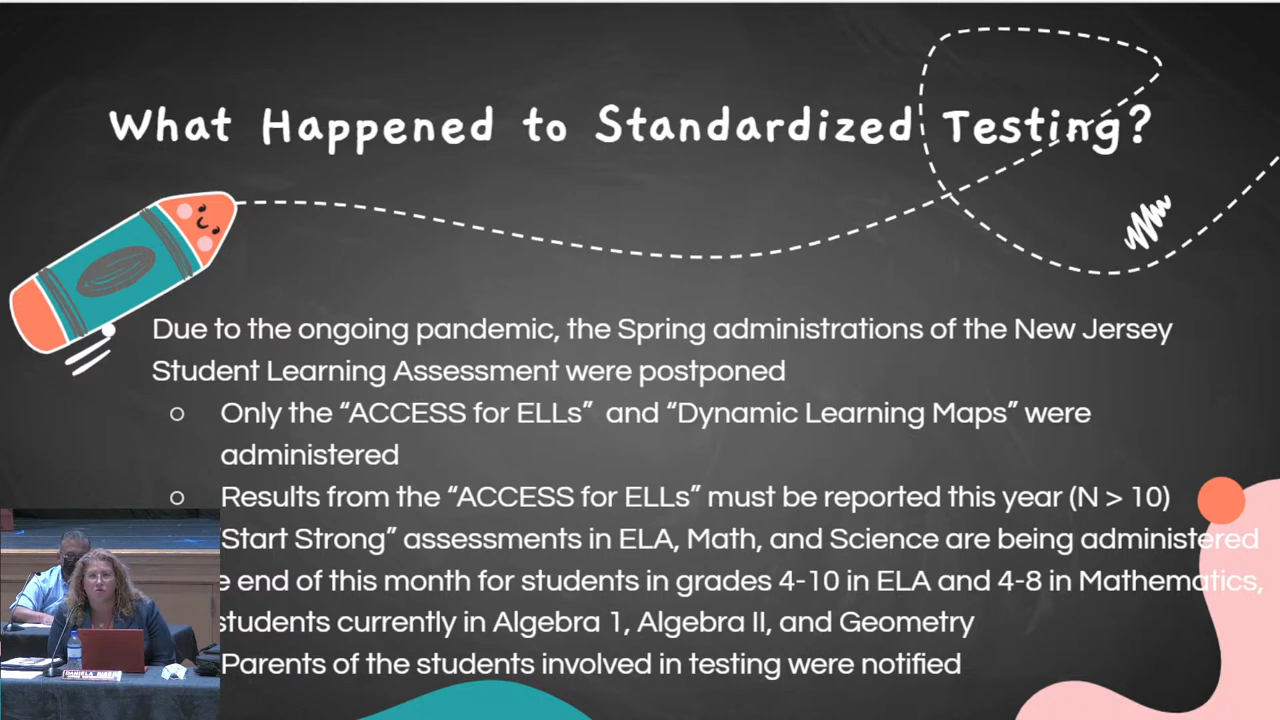 What Happened to Standardized Testing?
Due to the ongoing pandemic, the Spring administrations of the New Jersey
Student Learning Assessment were postponed
○ Only the “ACCESS for ELLs”  and “Dynamic Learning Maps” were
administered
○ Results from the “ACCESS for ELLs” must be reported this year (N > 10)
“Start Strong” assessments in ELA, Math, and Science are being administered
end of this month for students in grades 4-10 in ELA and 4-8 in Mathematics,
students currently in Algebra 1, Algebra II, and Geometry
Parents of the students involved in testing were notified
DANIELA